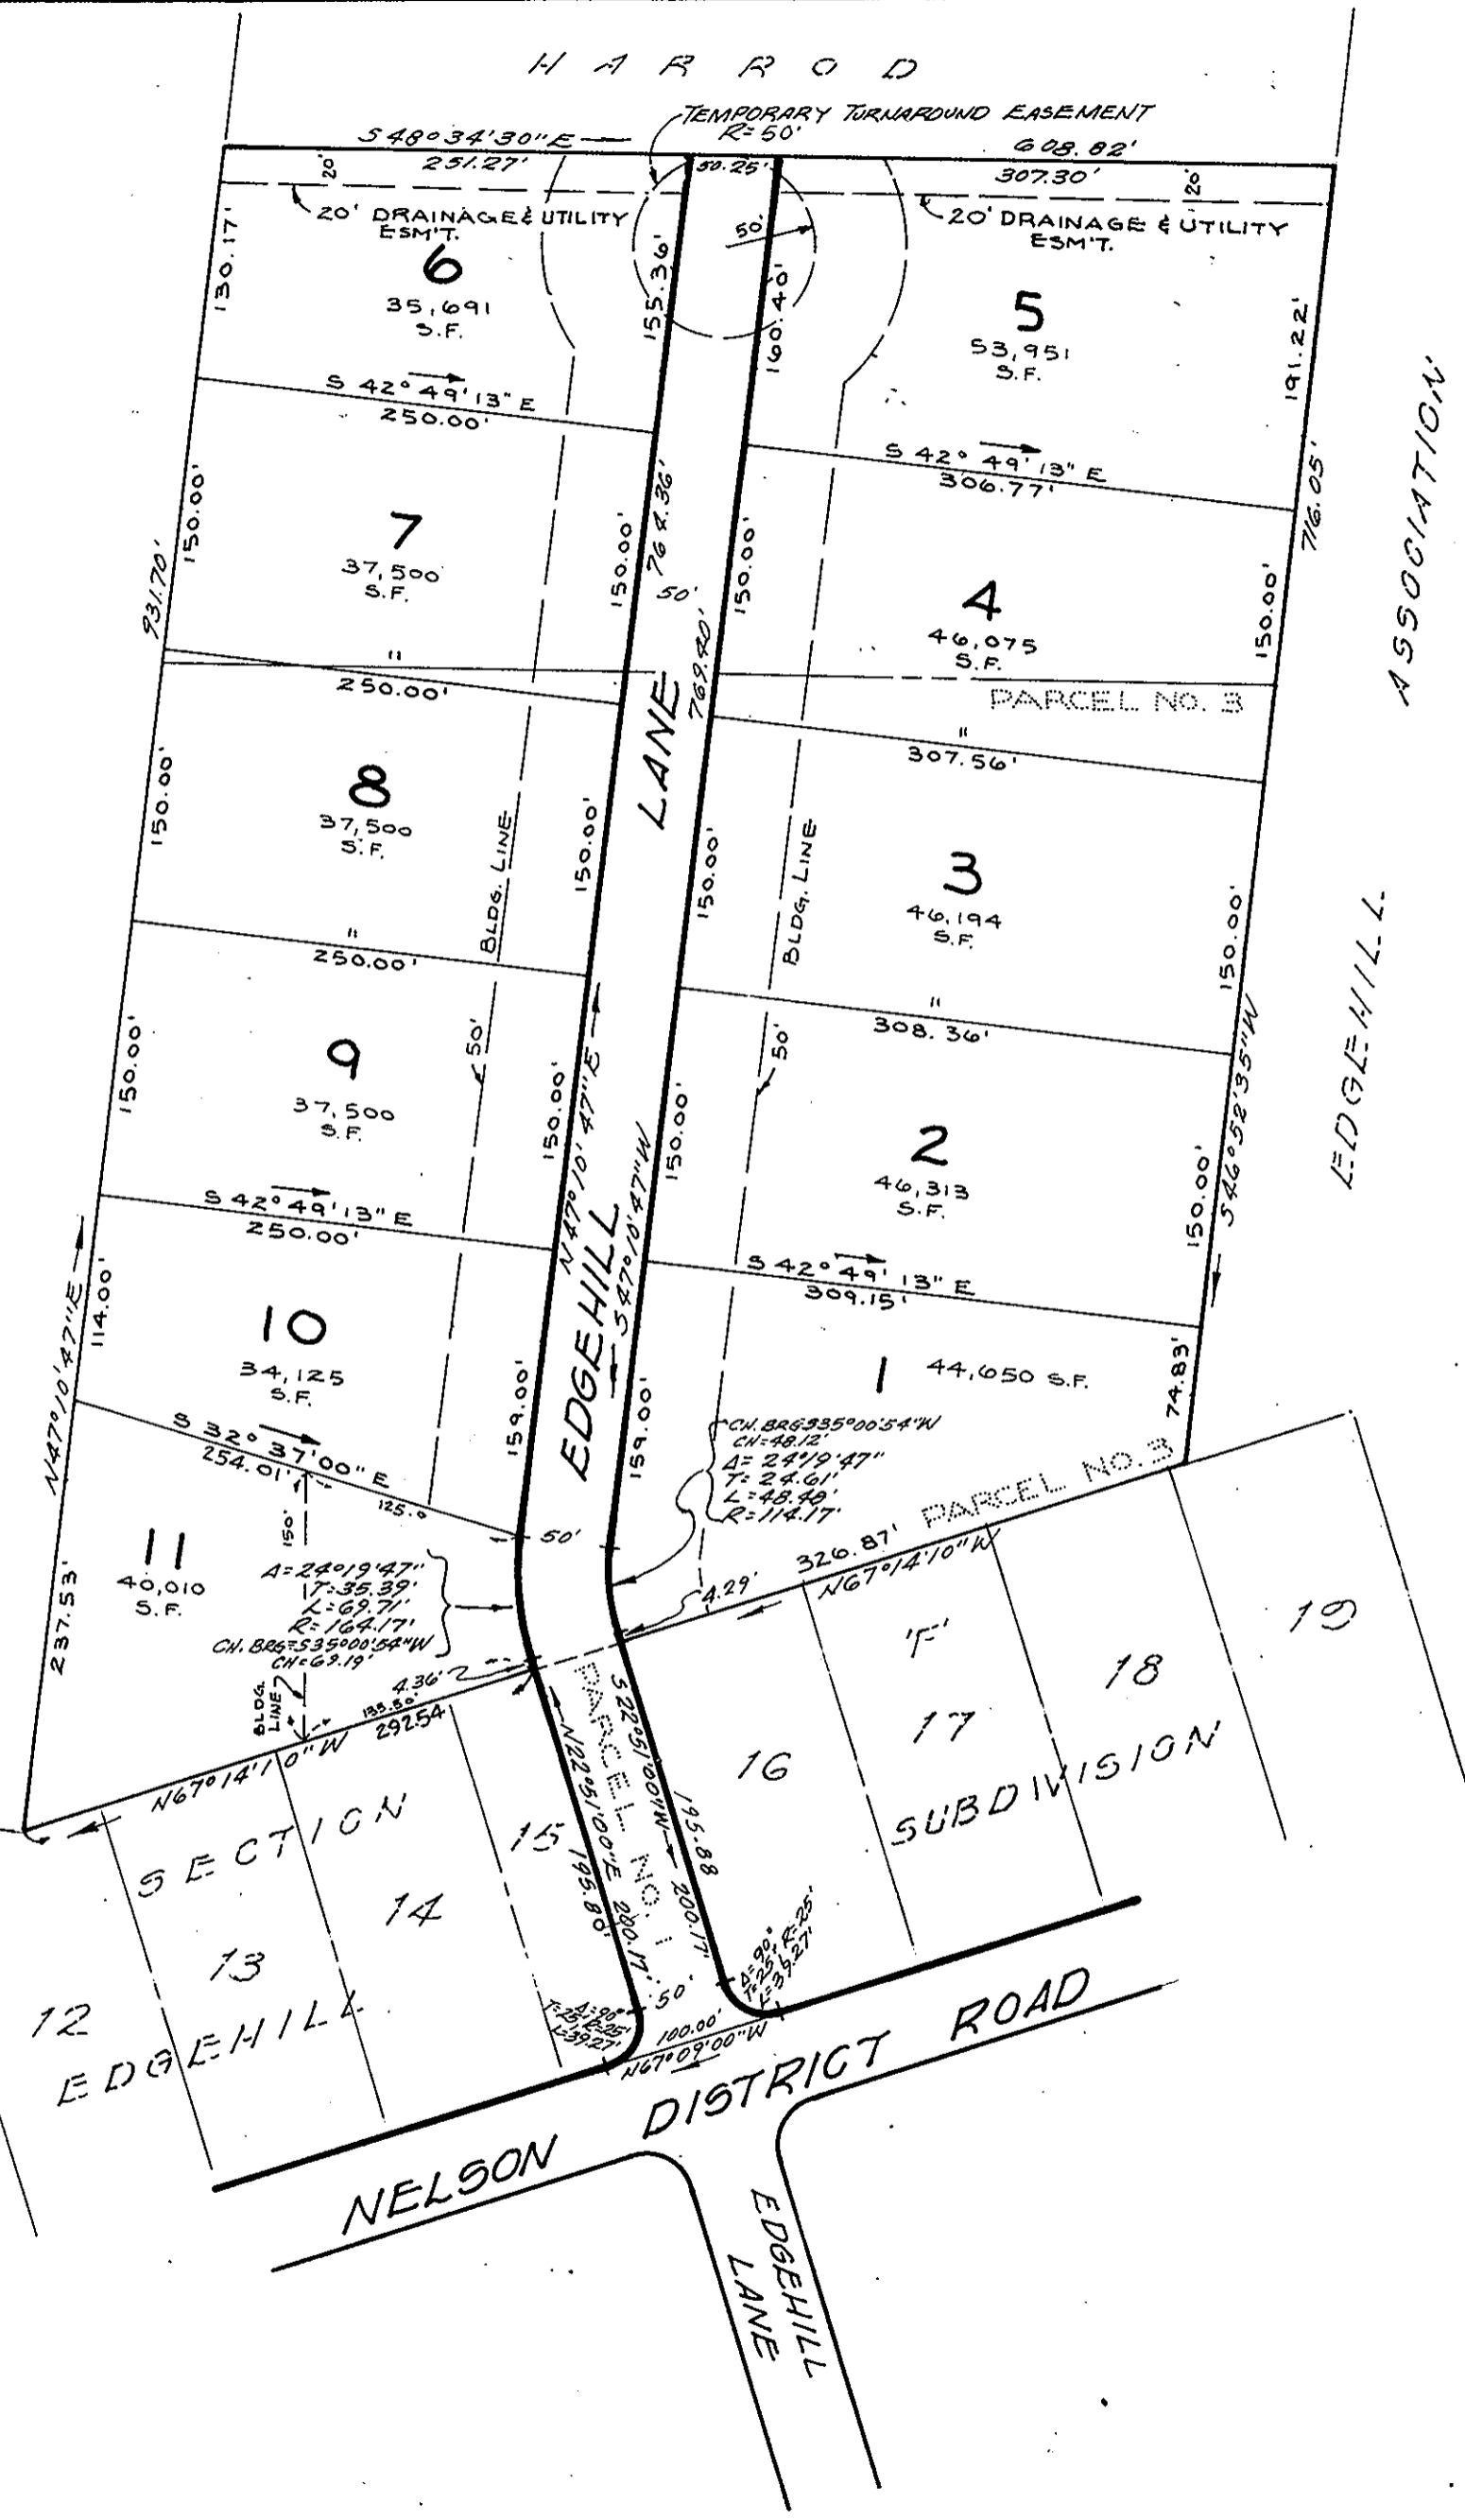 HARROD
TEMPORARY TURNAROUND EASEMENT
R=50'
S 48° 34' 30" E
608.82'
251.27'
50.25'
307.30'
20'
20'
20' DRAINAGE & UTILITY
ESM'T.
50'
20' DRAINAGE & UTILITY
ESM'T.
130.17'
6
35,691
S.F.
155.36'
160.40'
5
53,951
S.F.
191.22'
S 42° 49' 13" E
250.00'
S 42° 49' 13" E
306.77'
716.05'
ASSOCIATION
931.70'
150.00'
7
37,500
S.F.
150.00'
764.36'
50'
150.00'
769.40'
4
46,075
S.F.
150.00'
"
250.00'
PARCEL NO. 3
"
307.56'
LANE
150.00'
8
37,500
S.F.
BLDG. LINE
150.00'
150.00'
BLDG. LINE
3
46,194
S.F.
150.00'
"
250.00'
"
308.36'
EDGEHILL
150.00'
9
37,500
S.F.
50'
150.00'
N47°10'47"E
S47°10'47"W
150.00'
50'
2
46,313
S.F.
150.00'
S46°52'35"W
S 42° 49' 13" E
250.00'
S 42° 49' 13" E
309.15'
EDGEHILL
N47°10'47"E
114.00'
10
34,125
S.F.
159.00'
159.00'
1
44,650 S.F.
74.83'
S 32° 37' 00" E
254.01'
125.0
CH. BRG S35°00'54"W
CH=48.12'
Δ= 24°19'47"
T= 24.61'
L=48.48'
R=114.17'
PARCEL NO. 3
326.87'
N67°14'10"W
4.29'
50'
11
40,010
S.F.
237.53'
150'
Δ=24°19'47"
T=35.39'
L=69.71'
R=164.17'
CH. BRG=S35°00'54"W
CH=69.19'
BLDG.
LINE
4.36'
135.50'
292.54
N67°14'10"W
'F'
19
18
17
16
SUBDIVISION
SECTION
15
14
13
12
EDGEHILL
PARCEL NO. 1
S 22°51'00"W
195.88
200.17'
N22°51'00"E
195.88'
200.17'
Δ=90°
T=25', R=25'
L=39.27'
Δ=90°
T=25', R=25'
L=39.27'
50'
100.00'
N67°09'00"W
NELSON DISTRICT ROAD
EDGEHILL
LANE